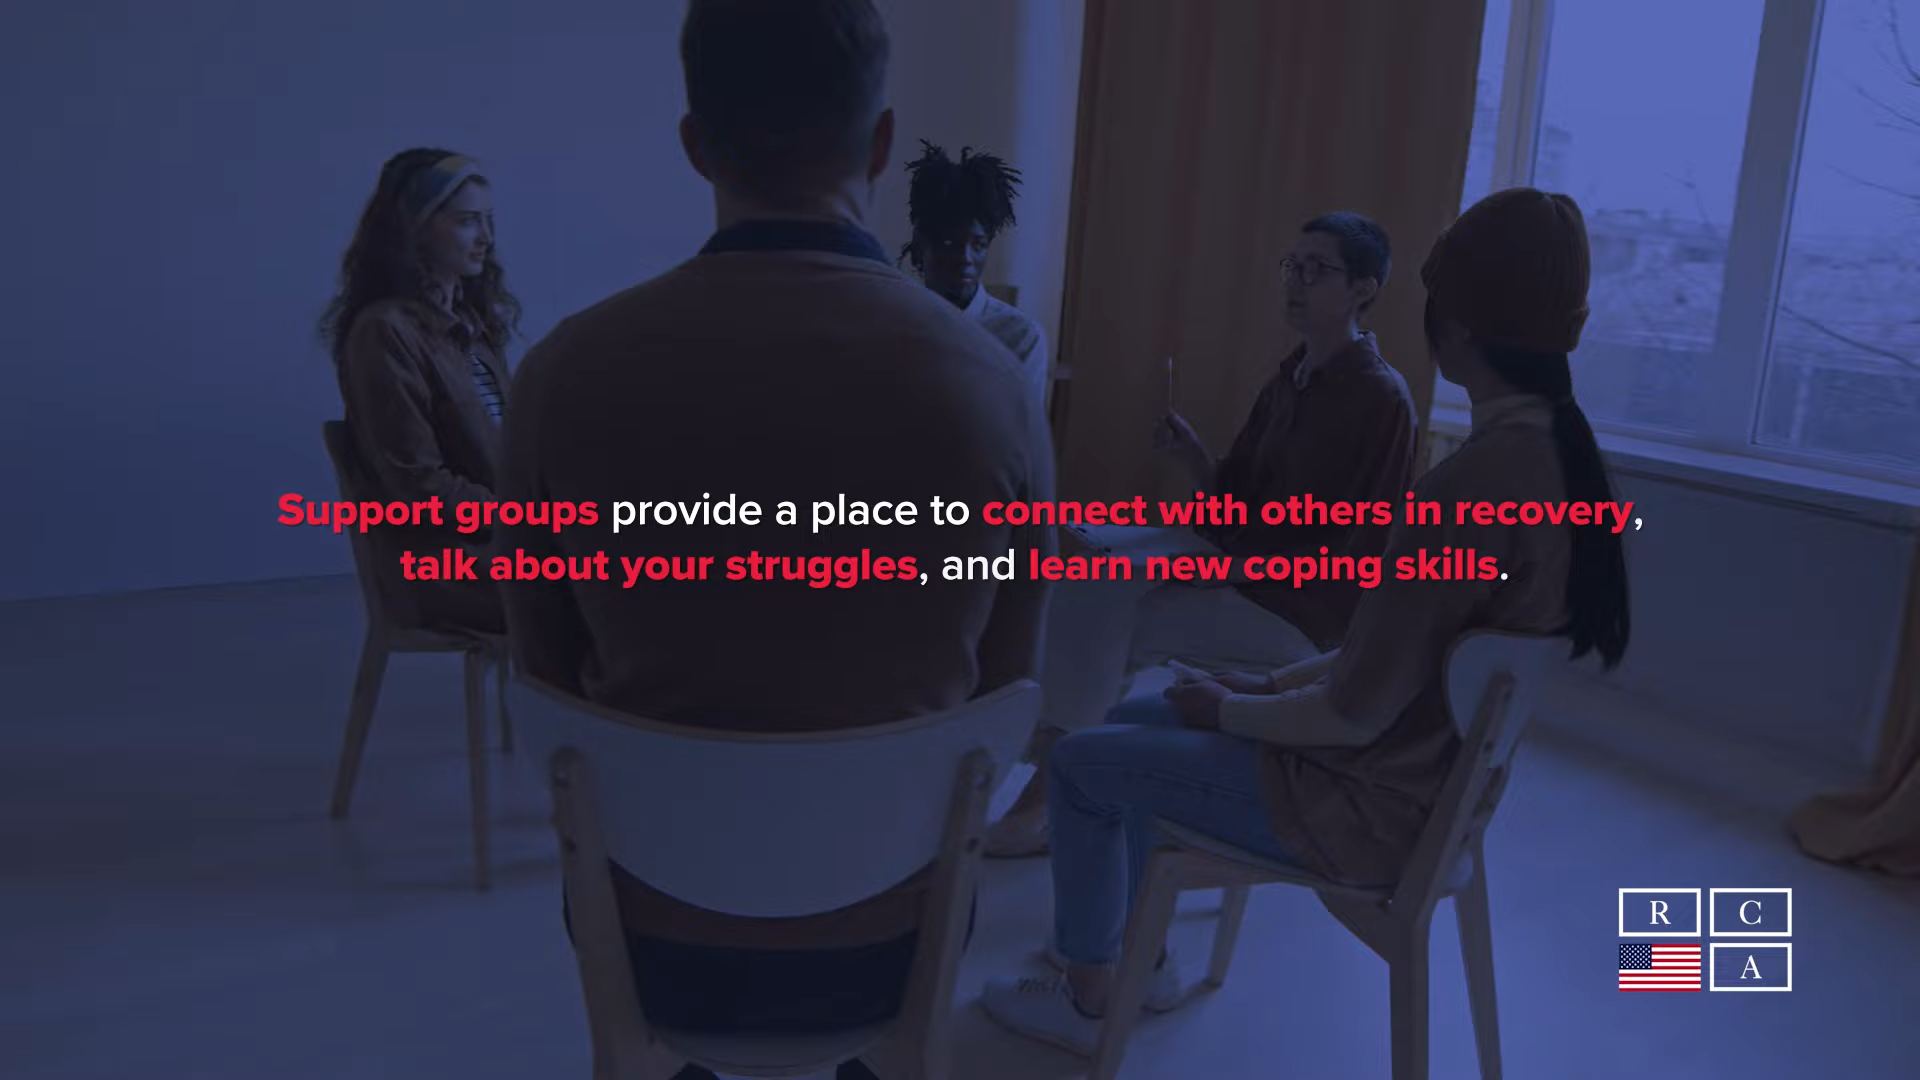 Support groups provide a place to connect with others in recovery,
talk about your struggles, and learn new coping skills.
R C
A